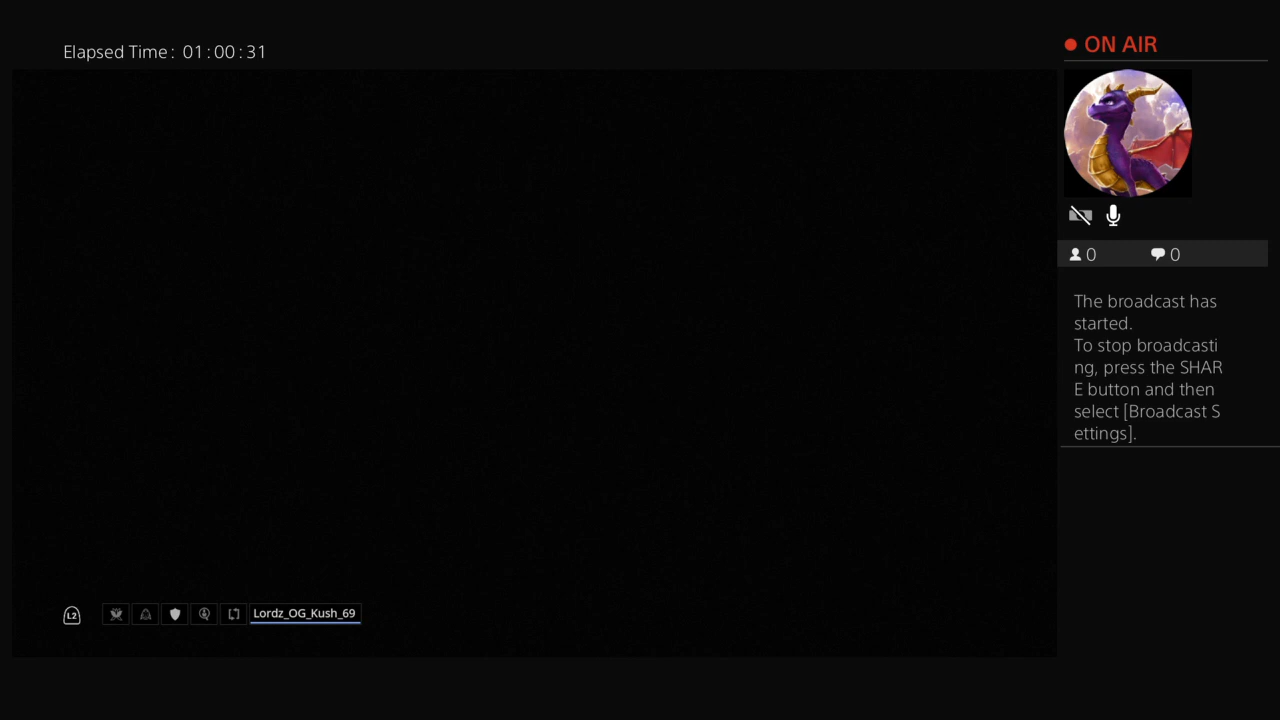 Elapsed Time: 01:00:31
ON AIR
0 0
The broadcast has
started.
To stop broadcasti
ng, press the SHAR
E button and then
select [Broadcast S
ettings].
L2 Lordz_OG_Kush_69